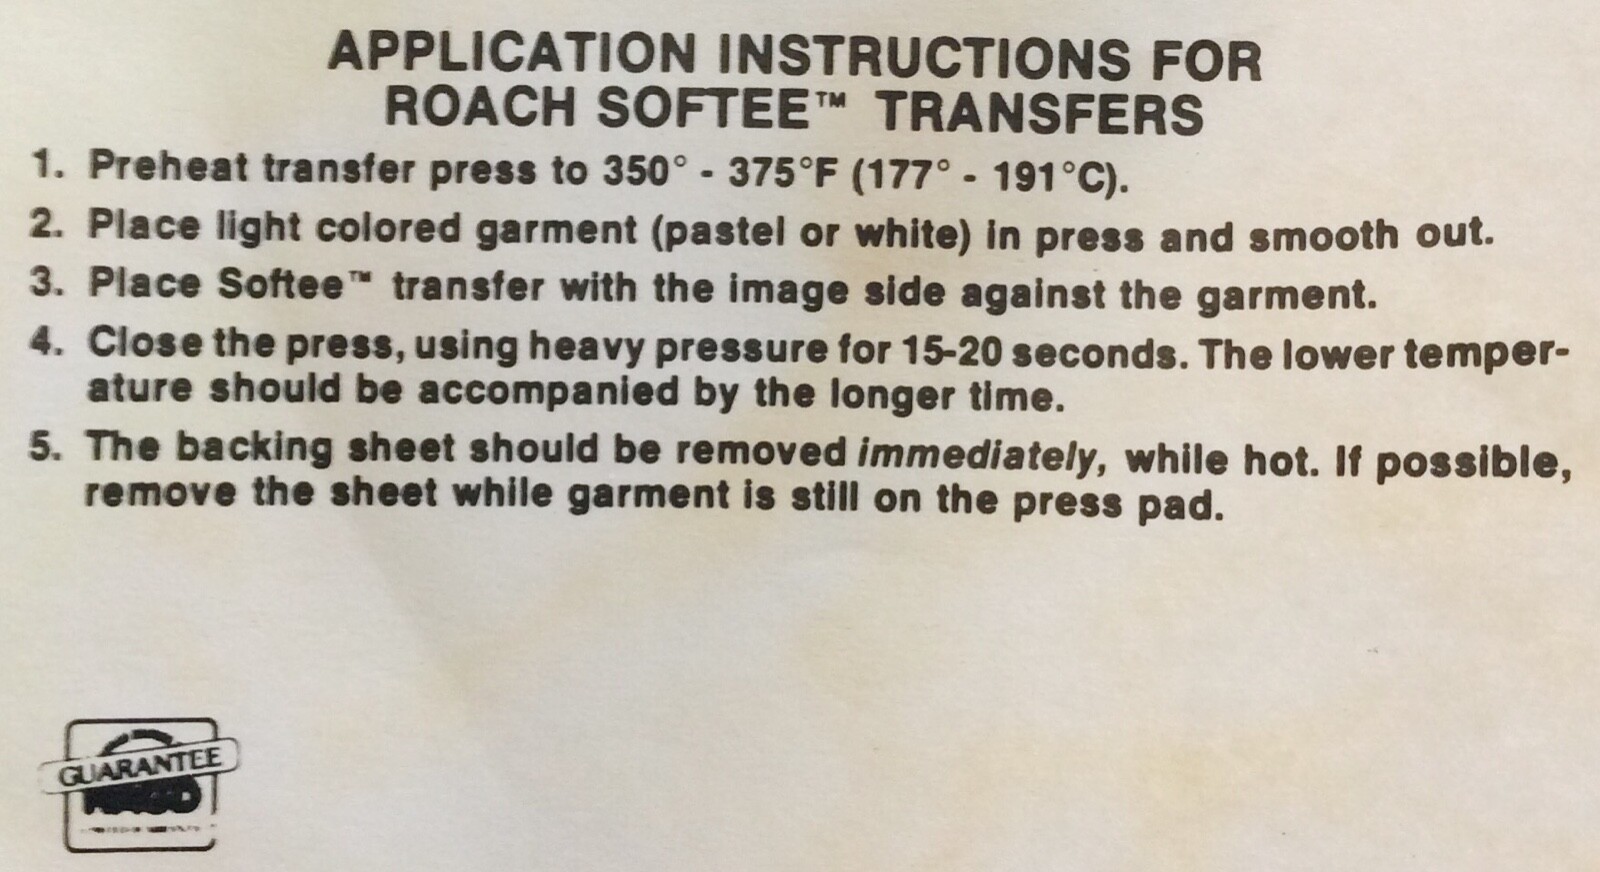 APPLICATION INSTRUCTIONS FOR
ROACH SOFTEE™ TRANSFERS
1. Preheat transfer press to 350° - 375°F (177° - 191°C).
2. Place light colored garment (pastel or white) in press and smooth out.
3. Place Softee™ transfer with the image side against the garment.
4. Close the press, using heavy pressure for 15-20 seconds. The lower temper-
ature should be accompanied by the longer time.
5. The backing sheet should be removed immediately, while hot. If possible,
remove the sheet while garment is still on the press pad.
GUARANTEE